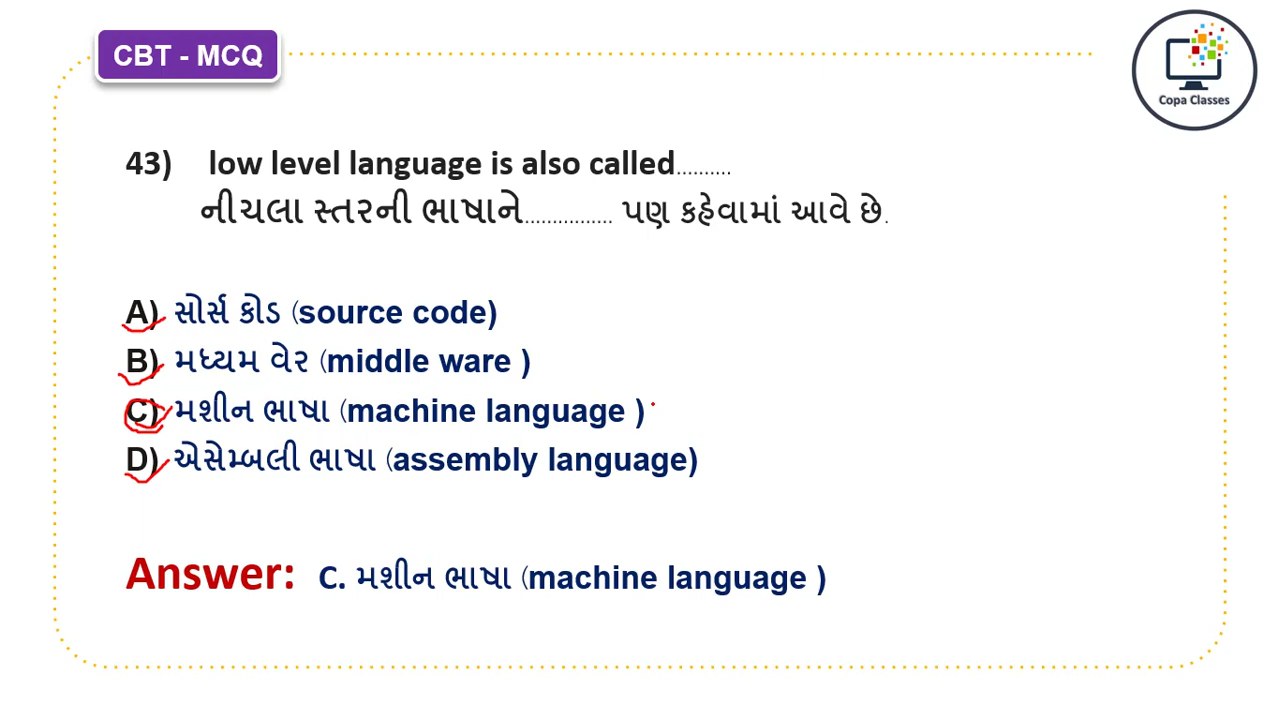 CBT - MCQ
Copa Classes
43) low level language is also called..........
નીચલા સ્તરની ભાષાને................ પણ કહેવામાં આવે છે.
A) સોર્સ કોડ (source code)
B) મધ્યમ વેર (middle ware )
C) મશીન ભાષા (machine language )
D) એસેમ્બલી ભાષા (assembly language)
Answer: C. મશીન ભાષા (machine language )